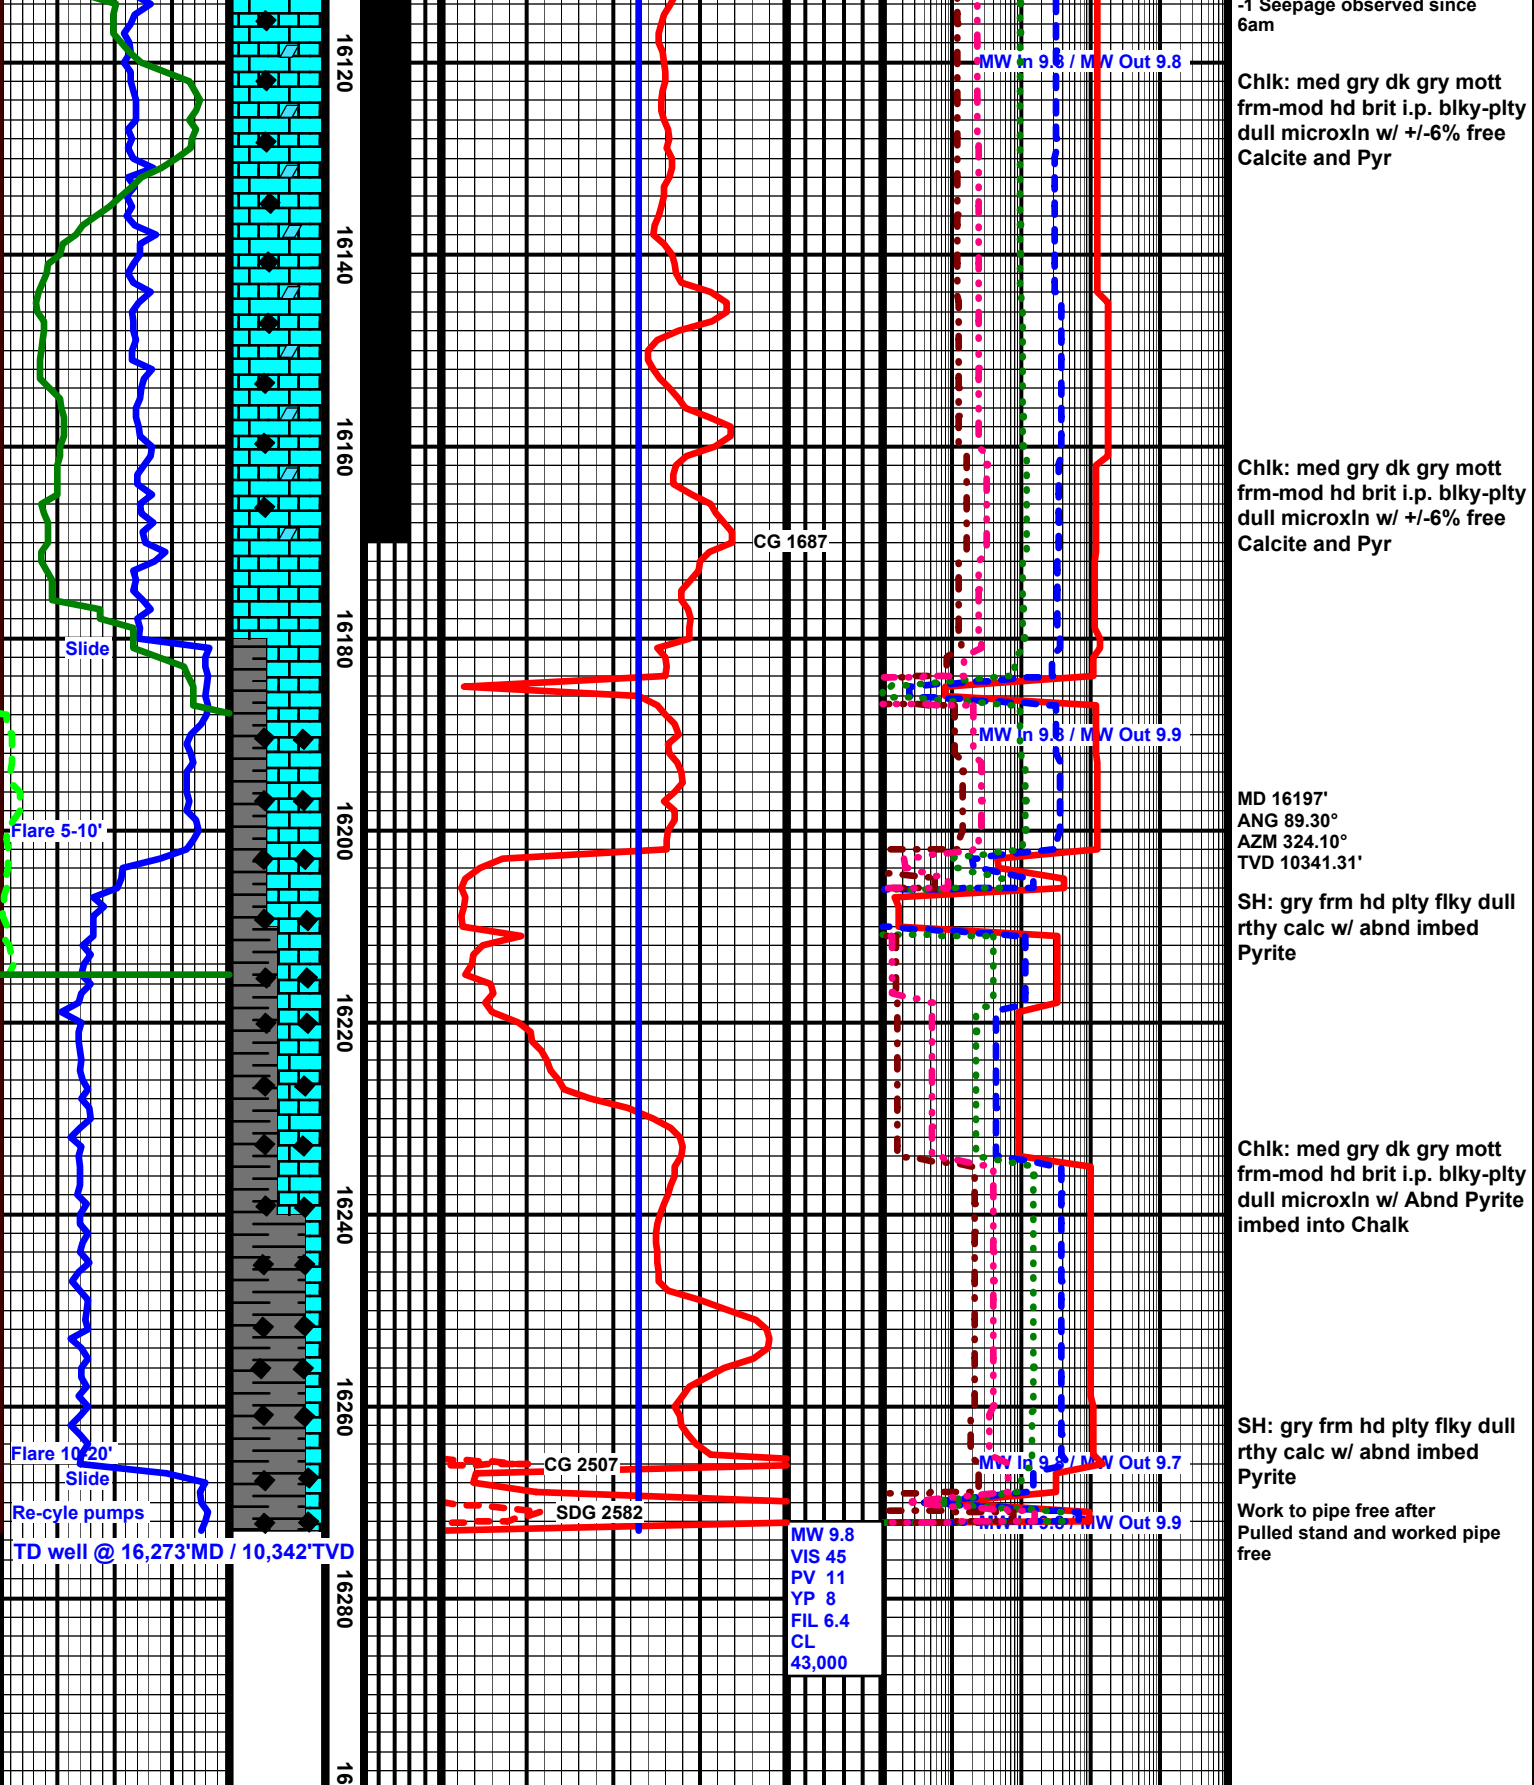 -1 Seepage observed since
6am
MW In 9.8 / MW Out 9.8
16120
Chlk: med gry dk gry mott
frm-mod hd brit i.p. blky-plty
dull microxln w/ +/-6% free
Calcite and Pyr
16140
16160
Chlk: med gry dk gry mott
frm-mod hd brit i.p. blky-plty
dull microxln w/ +/-6% free
Calcite and Pyr
CG 1687
Slide
16180
MW In 9.8 / MW Out 9.9
MD 16197'
ANG 89.30°
AZM 324.10°
TVD 10341.31'
Flare 5-10'
16200
SH: gry frm hd plty flky dull
rthy calc w/ abnd imbed
Pyrite
16220
Chlk: med gry dk gry mott
frm-mod hd brit i.p. blky-plty
dull microxln w/ Abnd Pyrite
imbed into Chalk
16240
16260
SH: gry frm hd plty flky dull
rthy calc w/ abnd imbed
Pyrite
Flare 10-20'
CG 2507
MW In 9.8 / MW Out 9.7
Slide
Re-cyle pumps
SDG 2582
MW In 9.8 / MW Out 9.9
Work to pipe free after
Pulled stand and worked pipe
free
TD well @ 16,273'MD / 10,342'TVD
MW 9.8
VIS 45
PV 11
YP 8
FIL 6.4
CL
43,000
16280
16